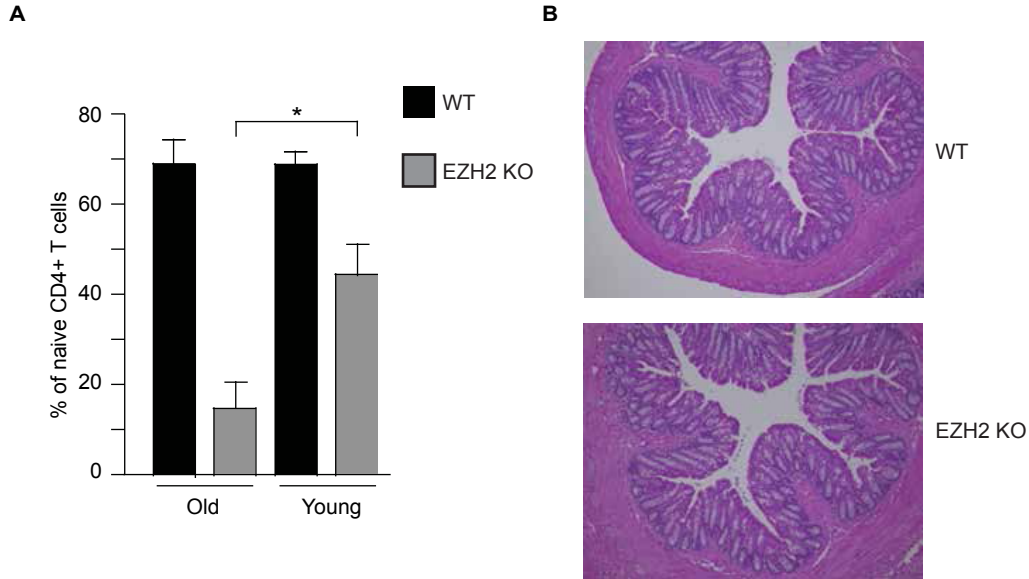 A
B
WT
EZH2 KO
*
% of naive CD4+ T cells
80
60
40
20
0
Old
Young
WT
EZH2 KO